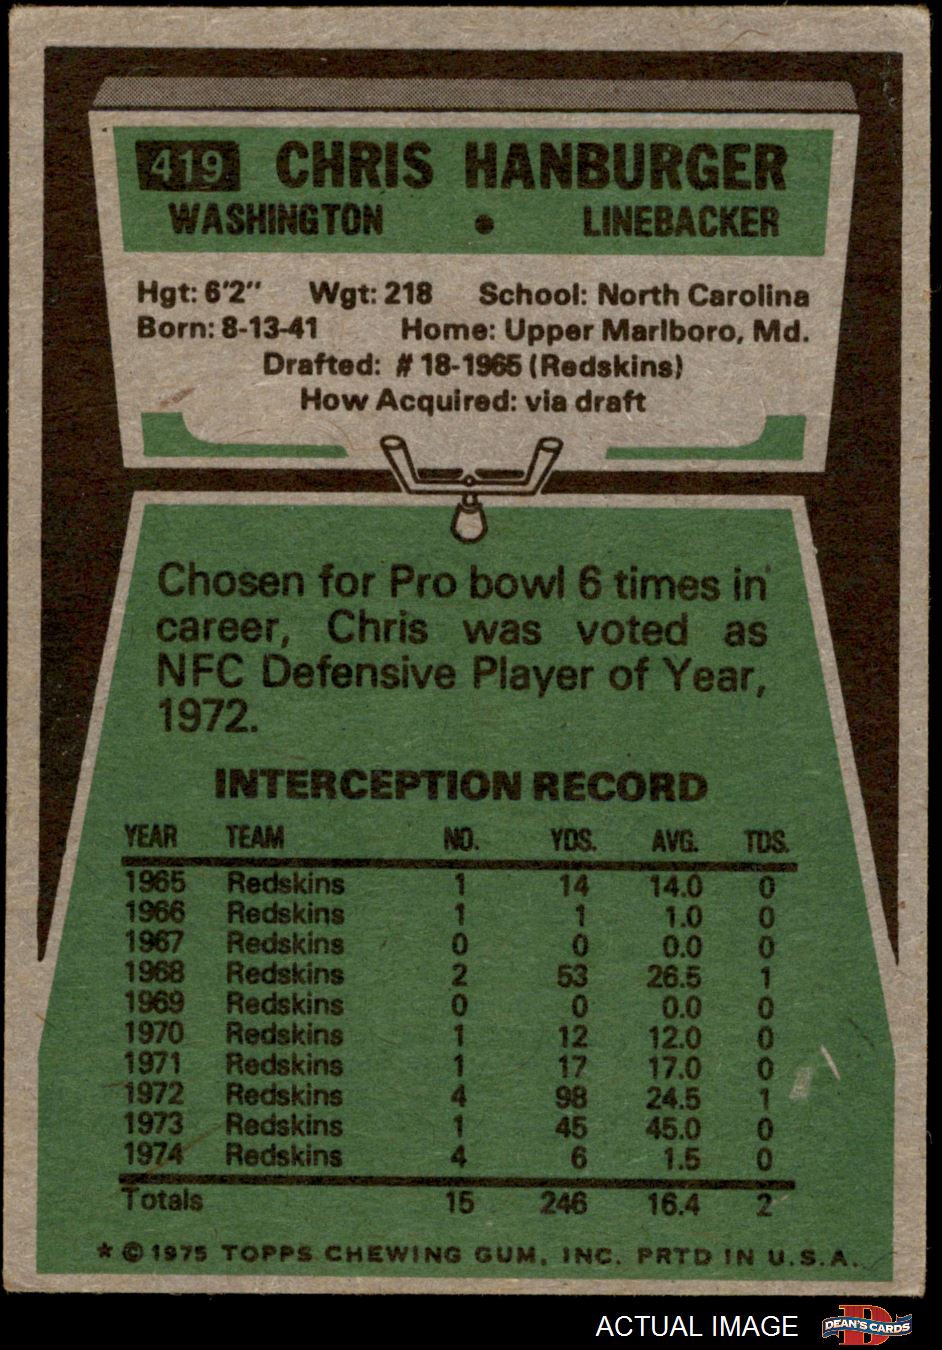 419 CHRIS HANBURGER
WASHINGTON • LINEBACKER
Hgt: 6'2" Wgt: 218 School: North Carolina
Born: 8-13-41 Home: Upper Marlboro, Md.
Drafted: # 18-1965 (Redskins)
How Acquired: via draft
Chosen for Pro bowl 6 times in
career, Chris was voted as
NFC Defensive Player of Year,
1972.
INTERCEPTION RECORD
YEAR TEAM NO. YDS. AVG. TDS.
1965 Redskins 1 14 14.0 0
1966 Redskins 1 1 1.0 0
1967 Redskins 0 0 0.0 0
1968 Redskins 2 53 26.5 1
1969 Redskins 0 0 0.0 0
1970 Redskins 1 12 12.0 0
1971 Redskins 1 17 17.0 0
1972 Redskins 4 98 24.5 1
1973 Redskins 1 45 45.0 0
1974 Redskins 4 6 1.5 0
Totals 15 246 16.4 2
* © 1975 TOPPS CHEWING GUM, INC. PRTD IN U.S.A.
ACTUAL IMAGE DEAN'S CARDS